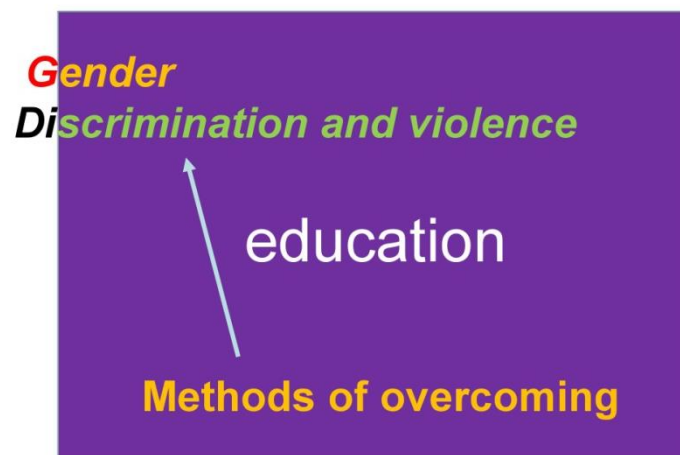 Gender
Discrimination and violence
education
Methods of overcoming